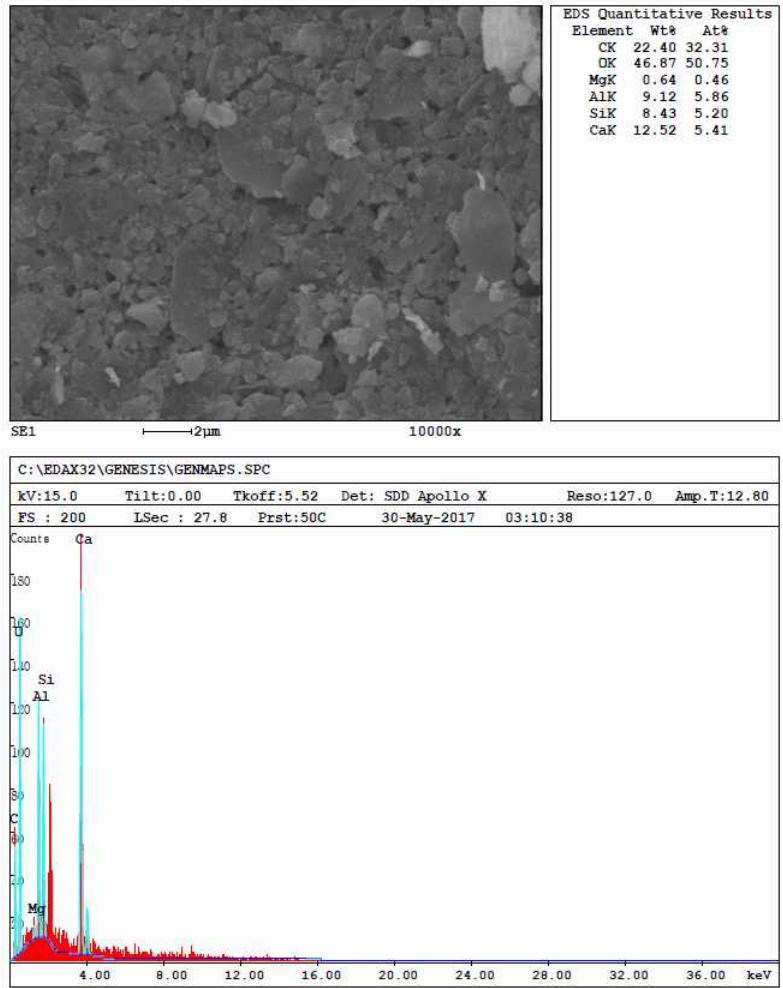 EDS Quantitative Results
Element Wt% At%
CK 22.40 32.31
OK 46.87 50.75
MgK 0.64 0.46
AlK 9.12 5.86
SiK 8.43 5.20
CaK 12.52 5.41
SE1 2µm 10000x
C:\EDAX32\GENESIS\GENMAPS.SPC
kV:15.0 Tilt:0.00 Tkoff:5.52 Det: SDD Apollo X Reso:127.0 Amp.T:12.80
FS : 200 LSec : 27.8 Prst:50C 30-May-2017 03:10:38
Counts Ca
180
160
140
Si
Al
120
100
80
C
60
Mg
4.00 8.00 12.00 16.00 20.00 24.00 28.00 32.00 36.00 keV